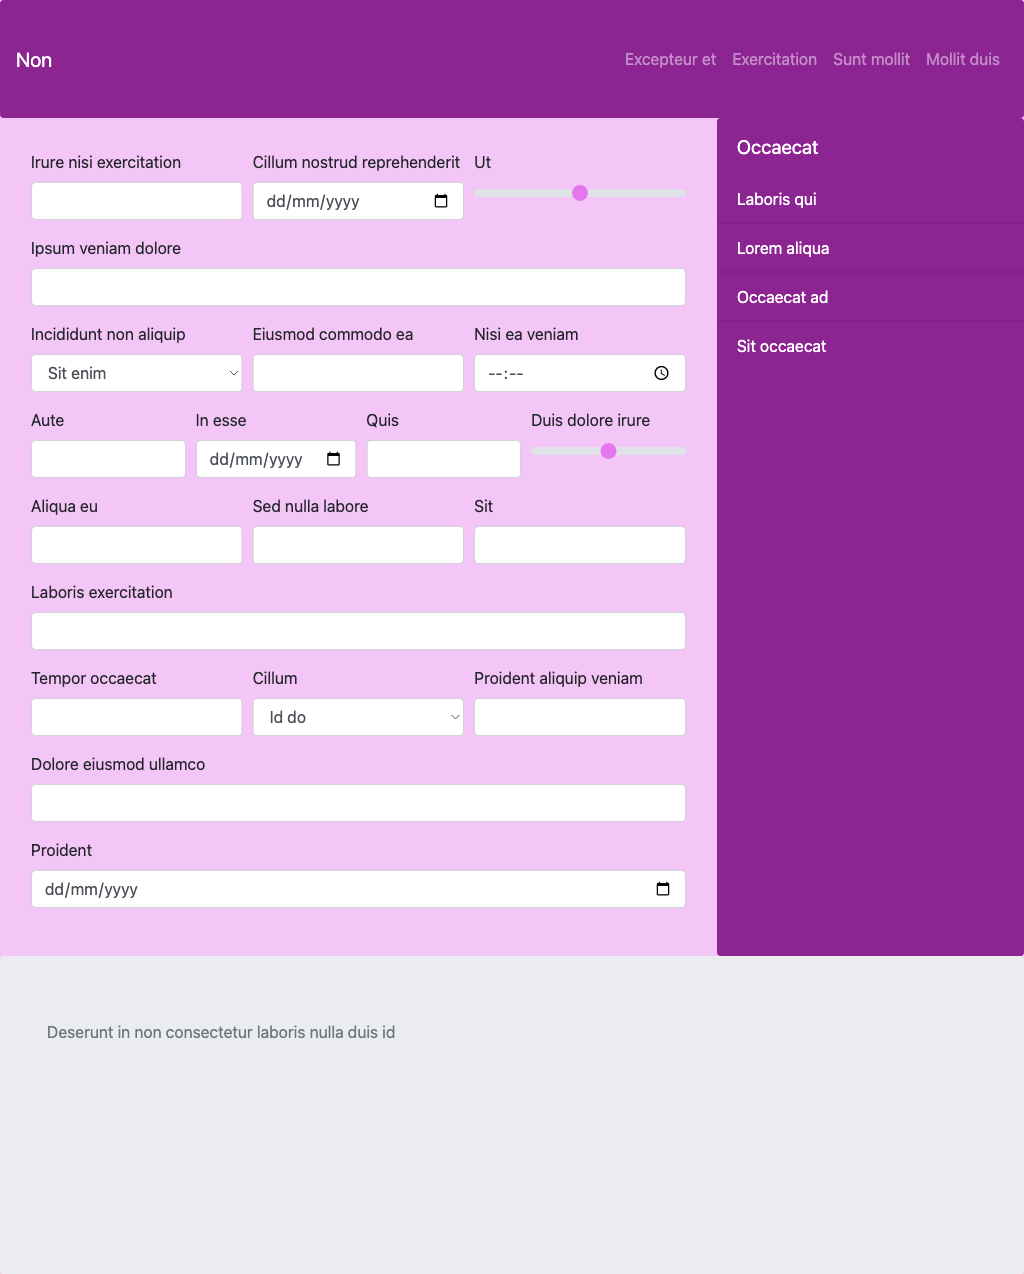 Non
Excepteur et
Exercitation
Sunt mollit
Mollit duis
Irure nisi exercitation
Cillum nostrud reprehenderit
Ut
dd/mm/yyyy
Ipsum veniam dolore
Incididunt non aliquip
Eiusmod commodo ea
Nisi ea veniam
Sit enim
--:--
Aute
In esse
Quis
Duis dolore irure
dd/mm/yyyy
Aliqua eu
Sed nulla labore
Sit
Laboris exercitation
Tempor occaecat
Cillum
Proident aliquip veniam
Id do
Dolore eiusmod ullamco
Proident
dd/mm/yyyy
Occaecat
Laboris qui
Lorem aliqua
Occaecat ad
Sit occaecat
Deserunt in non consectetur laboris nulla duis id